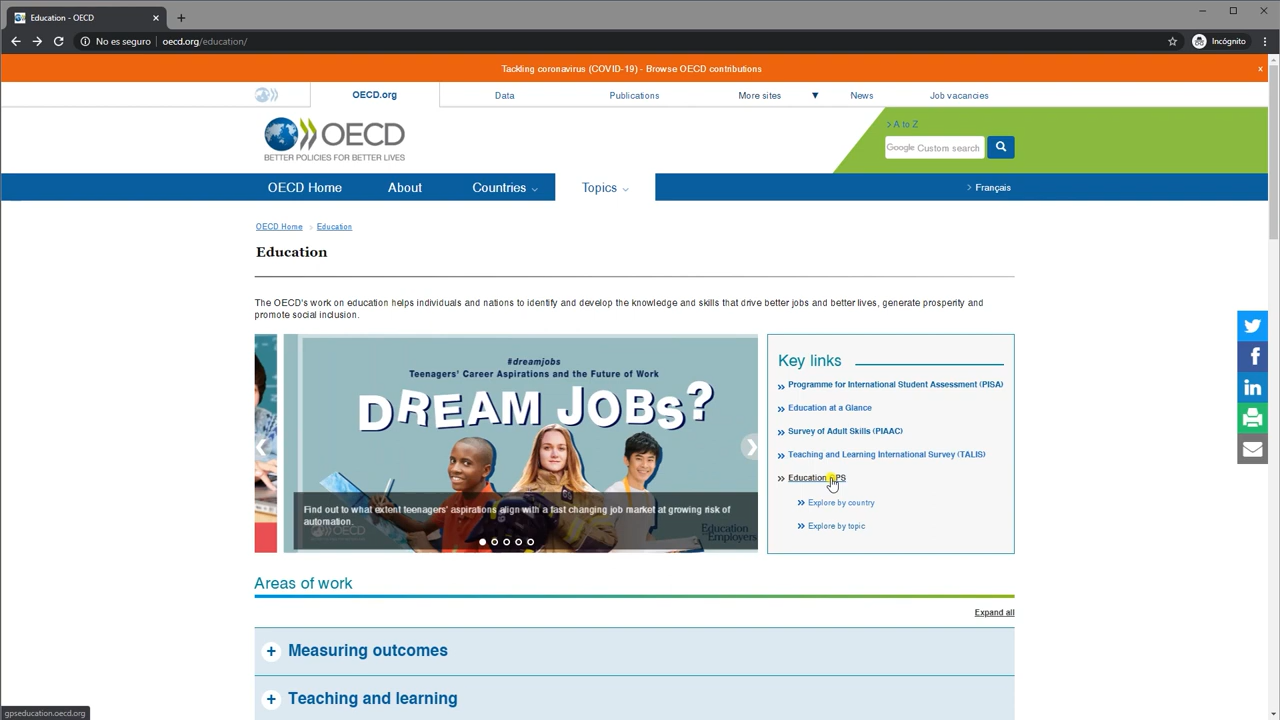 Education - OECD
No es seguro
oecd.org/education/
Incógnito
Tackling coronavirus (COVID-19) - Browse OECD contributions
x
OECD.org
Data
Publications
More sites
News
Job vacancies
OECD
BETTER POLICIES FOR BETTER LIVES
> A to Z
Google Custom search
OECD Home
About
Countries
Topics
Français
OECD Home
Education
Education
The OECD's work on education helps individuals and nations to identify and develop the knowledge and skills that drive better jobs and better lives, generate prosperity and
promote social inclusion.
#dreamjobs
Teenagers' Career Aspirations and the Future of Work
DREAM JOBS?
Find out to what extent teenagers' aspirations align with a fast changing job market at growing risk of
automation.
OECD
Education
Employers
Key links
Programme for International Student Assessment (PISA)
Education at a Glance
Survey of Adult Skills (PIAAC)
Teaching and Learning International Survey (TALIS)
Education
Explore by country
Explore by topic
Areas of work
Expand all
+ Measuring outcomes
+ Teaching and learning
gpseducation.oecd.org